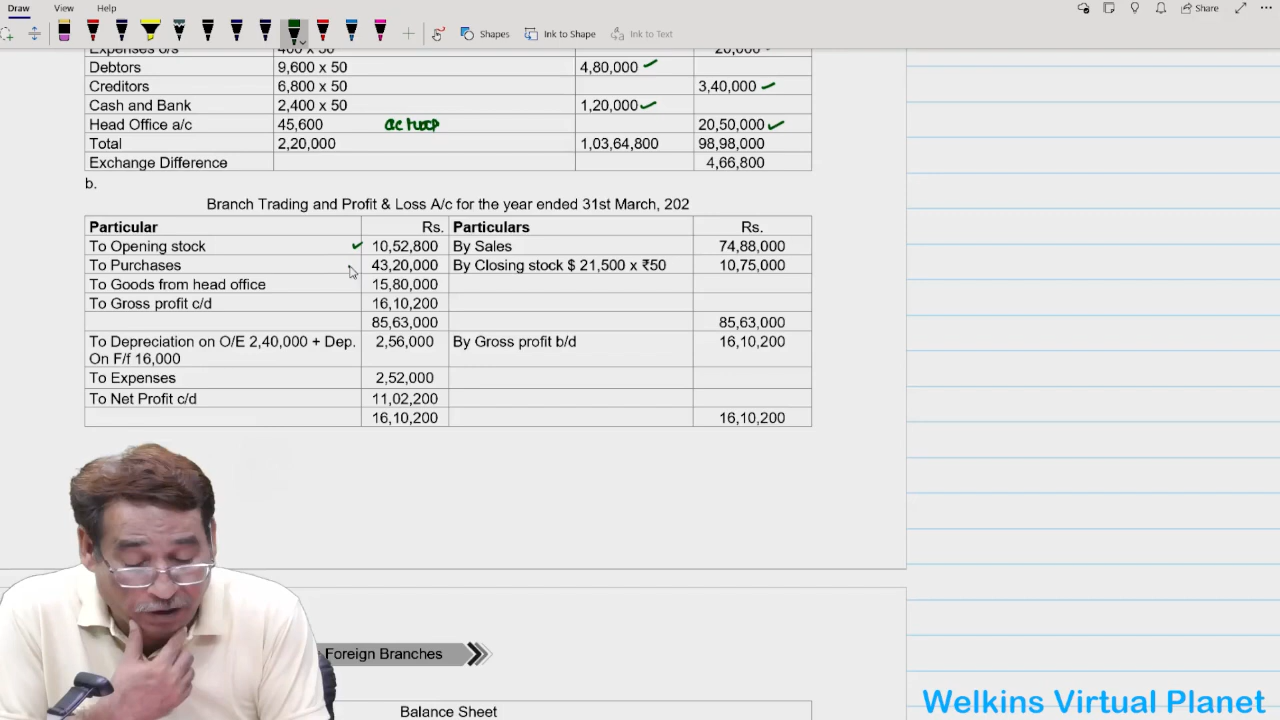 Draw View Help
Share
Shapes Ink to Shape Ink to Text
Expenses o/s 400 x 50 20,000
Debtors 9,600 x 50 4,80,000
Creditors 6,800 x 50 3,40,000
Cash and Bank 2,400 x 50 1,20,000
Head Office a/c 45,600 20,50,000
Total 2,20,000 1,03,64,800 98,98,000
Exchange Difference 4,66,800
b.
Branch Trading and Profit & Loss A/c for the year ended 31st March, 202
Particular Rs. Particulars Rs.
To Opening stock 10,52,800 By Sales 74,88,000
To Purchases 43,20,000 By Closing stock $ 21,500 x ₹50 10,75,000
To Goods from head office 15,80,000
To Gross profit c/d 16,10,200
85,63,000 85,63,000
To Depreciation on O/E 2,40,000 + Dep. 2,56,000 By Gross profit b/d 16,10,200
On F/f 16,000
To Expenses 2,52,000
To Net Profit c/d 11,02,200
16,10,200 16,10,200
Foreign Branches
Welkins Virtual Planet
Balance Sheet